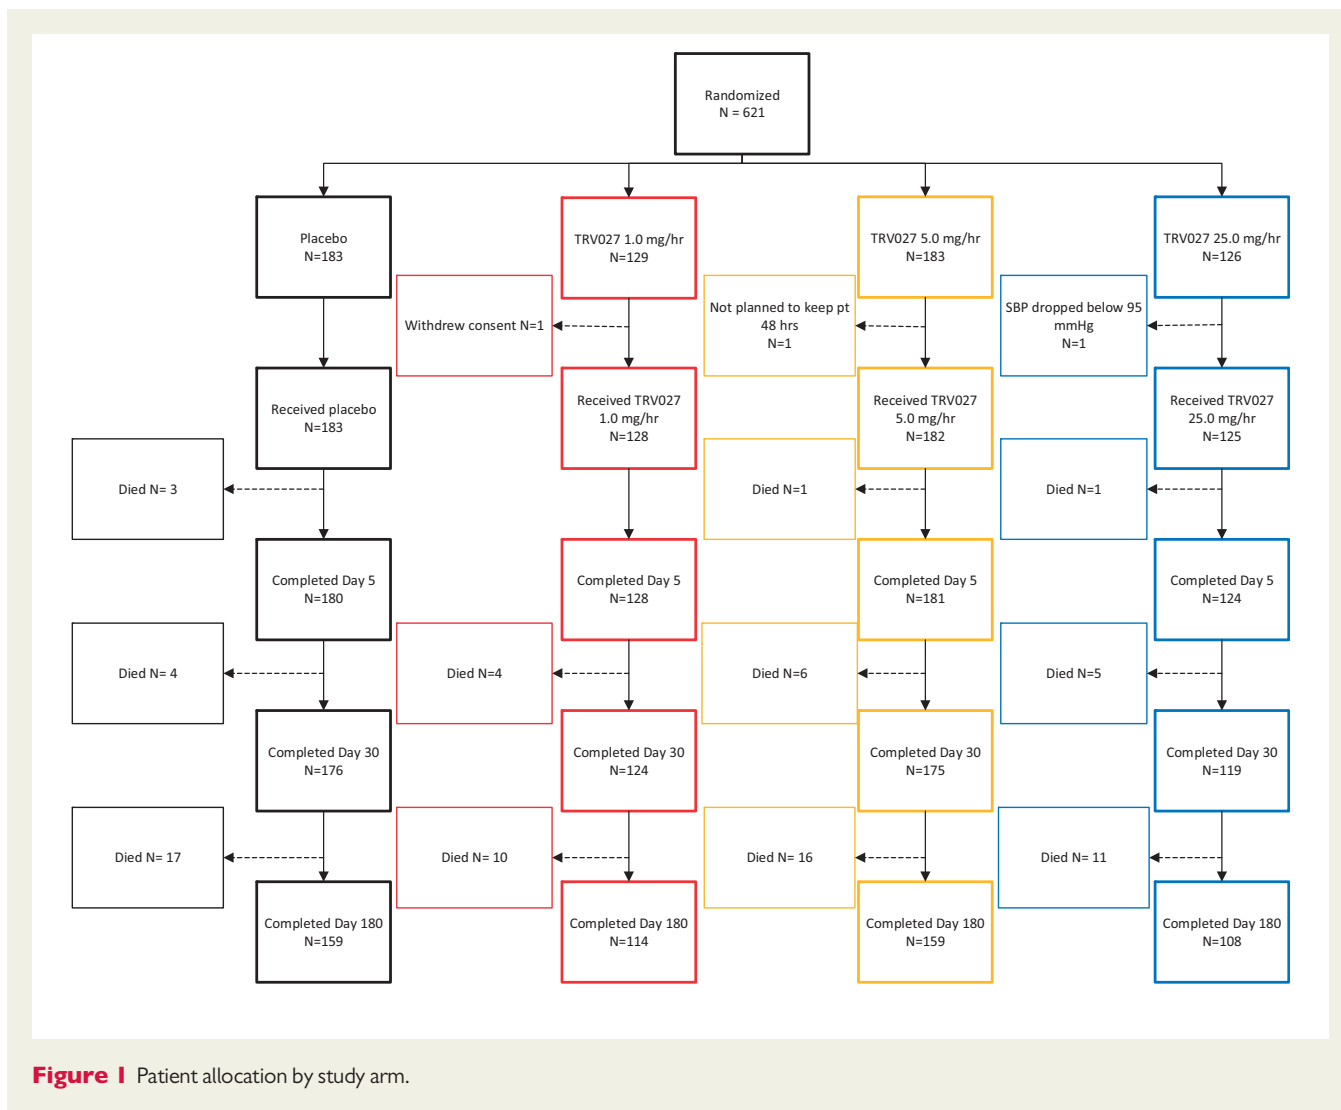 Randomized
N = 621
Placebo
N=183
TRV027 1.0 mg/hr
N=129
TRV027 5.0 mg/hr
N=183
TRV027 25.0 mg/hr
N=126
Withdrew consent N=1
Not planned to keep pt
48 hrs
N=1
SBP dropped below 95
mmHg
N=1
Received placebo
N=183
Received TRV027
1.0 mg/hr
N=128
Received TRV027
5.0 mg/hr
N=182
Received TRV027
25.0 mg/hr
N=125
Died N= 3
Died N=1
Died N=1
Completed Day 5
N=180
Completed Day 5
N=128
Completed Day 5
N=181
Completed Day 5
N=124
Died N= 4
Died N=4
Died N=6
Died N=5
Completed Day 30
N=176
Completed Day 30
N=124
Completed Day 30
N=175
Completed Day 30
N=119
Died N= 17
Died N= 10
Died N= 16
Died N= 11
Completed Day 180
N=159
Completed Day 180
N=114
Completed Day 180
N=159
Completed Day 180
N=108
Figure 1 Patient allocation by study arm.